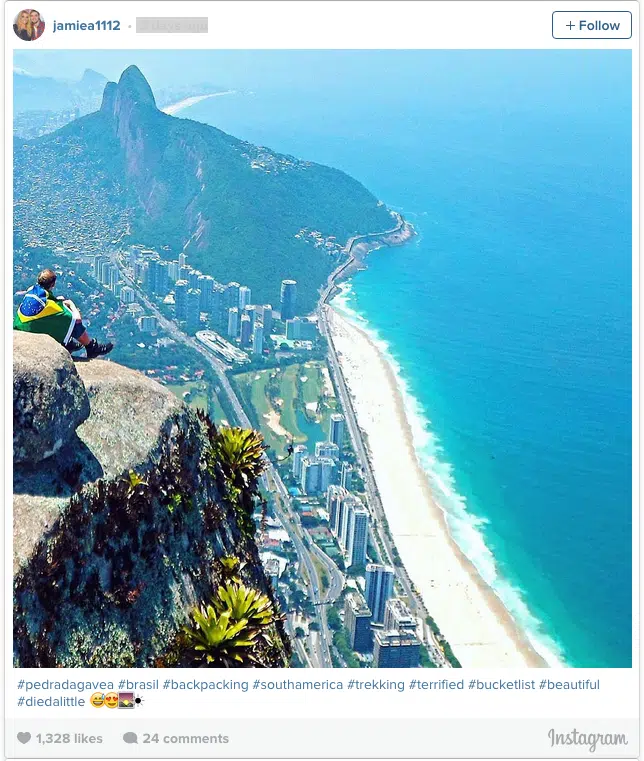 jamiea1112 ·
+ Follow
#pedradagavea #brasil #backpacking #southamerica #trekking #terrified #bucketlist #beautiful
#diedalittle 😅😍🌄☀
1,328 likes 24 comments
Instagram